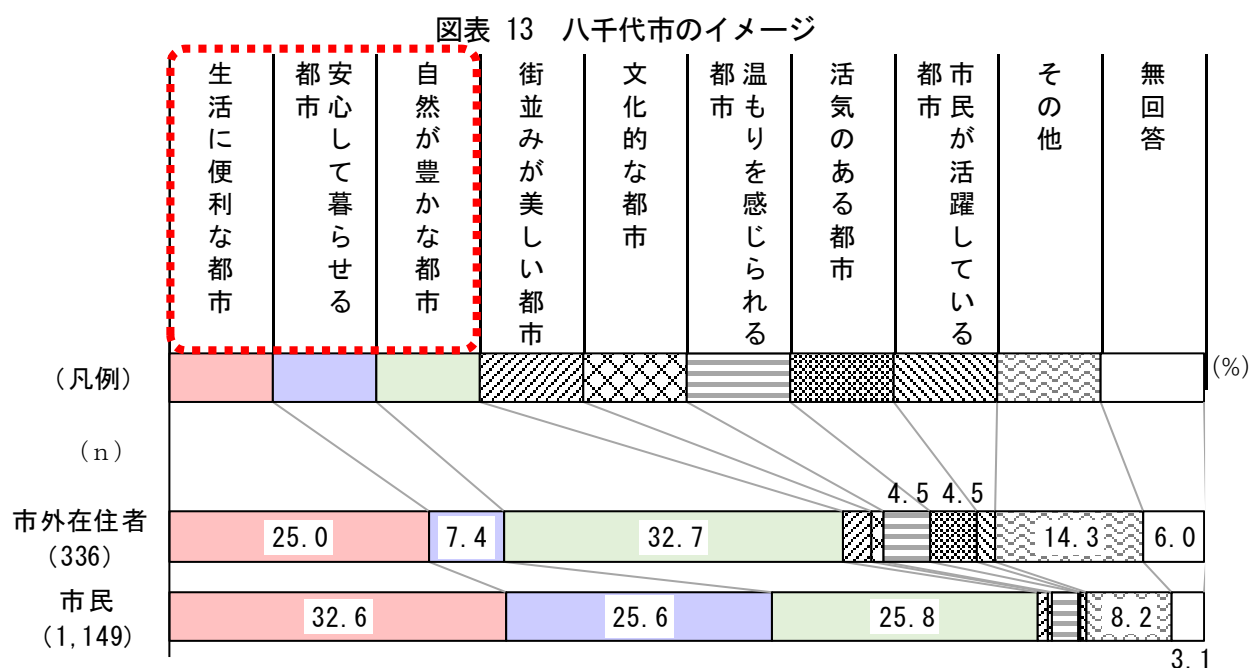 図表 13 八千代市のイメージ
生活に便利な都市
安心して暮らせる
都市
自然が豊かな都市
街並みが美しい都市
文化的な都市
温もりを感じられる
都市
活気のある都市
市民が活躍している
都市
その他
無回答
(凡例)
(%)
(n)
4.5 4.5
市外在住者
(336)
25.0 7.4 32.7 14.3 6.0
市民
(1,149)
32.6 25.6 25.8 8.2
3.1